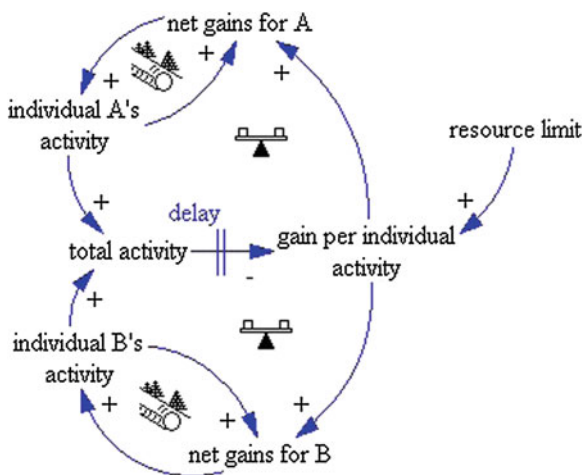 net gains for A
+
+
+
individual A's
activity
resource limit
+
+
delay
total activity
gain per individual
activity
-
+
individual B's
activity
+
+
+
net gains for B